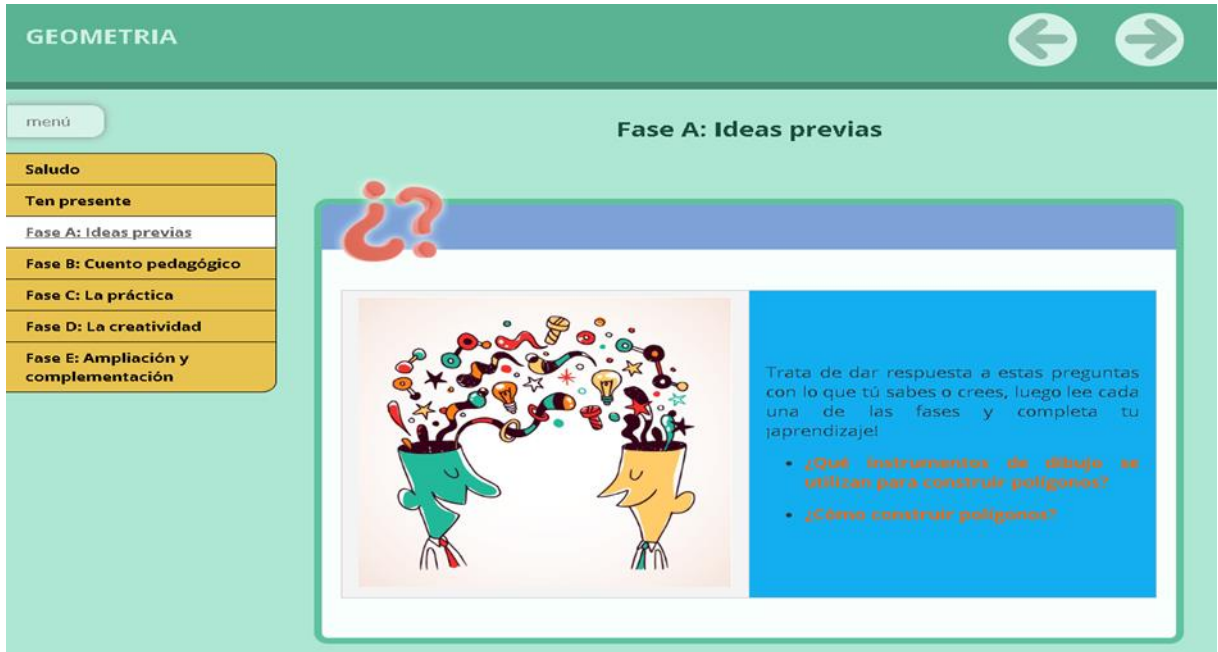 GEOMETRIA
menú
Saludo
Ten presente
Fase A: Ideas previas
Fase B: Cuento pedagógico
Fase C: La práctica
Fase D: La creatividad
Fase E: Ampliación y
complementación
Fase A: Ideas previas
¿?
Trata de dar respuesta a estas preguntas
con lo que tú sabes o crees, luego lee cada
una de las fases y completa tu
¡aprendizaje!
• ¿Qué instrumentos de dibujo se
utilizan para construir polígonos?
• ¿Cómo construir polígonos?